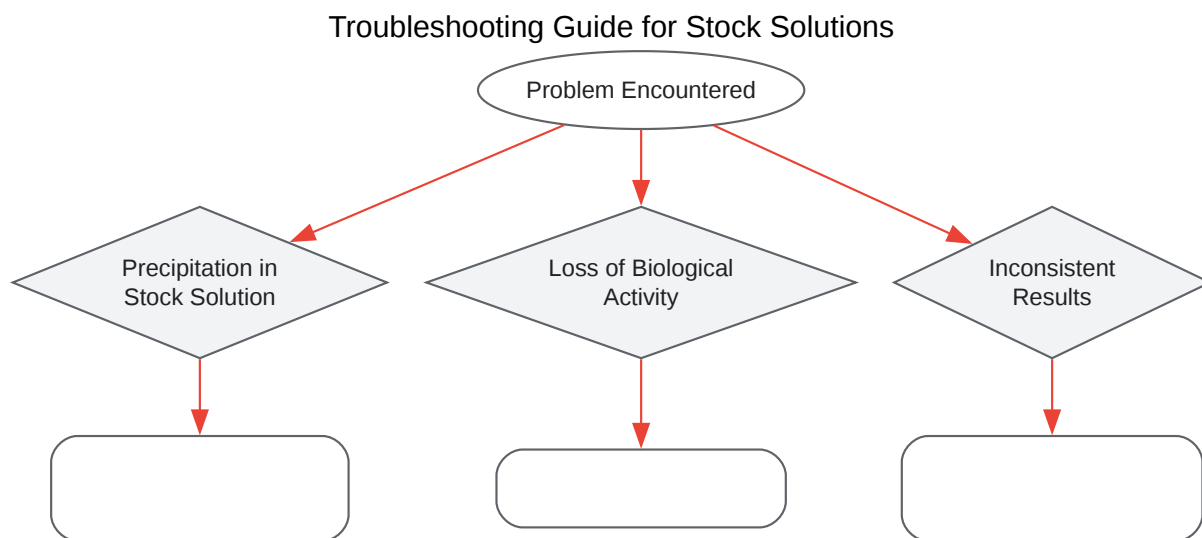 Troubleshooting Guide for Stock Solutions
Problem Encountered
Precipitation in
Stock Solution
Loss of Biological
Activity
Inconsistent
Results